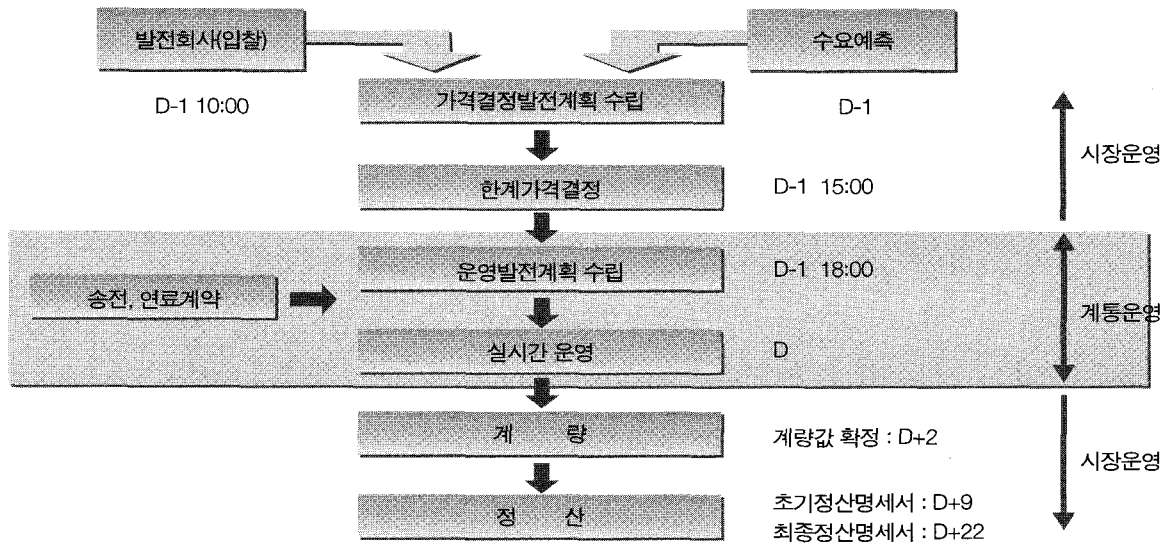 발전회사(입찰)
수요예측
D-1 10:00
가격결정발전계획 수립
D-1
시장운영
한계가격결정
D-1 15:00
운영발전계획 수립
D-1 18:00
송전, 연료계약
계통운영
실시간 운영
D
계 량
계량값 확정 : D+2
시장운영
정 산
초기정산명세서 : D+9
최종정산명세서 : D+22